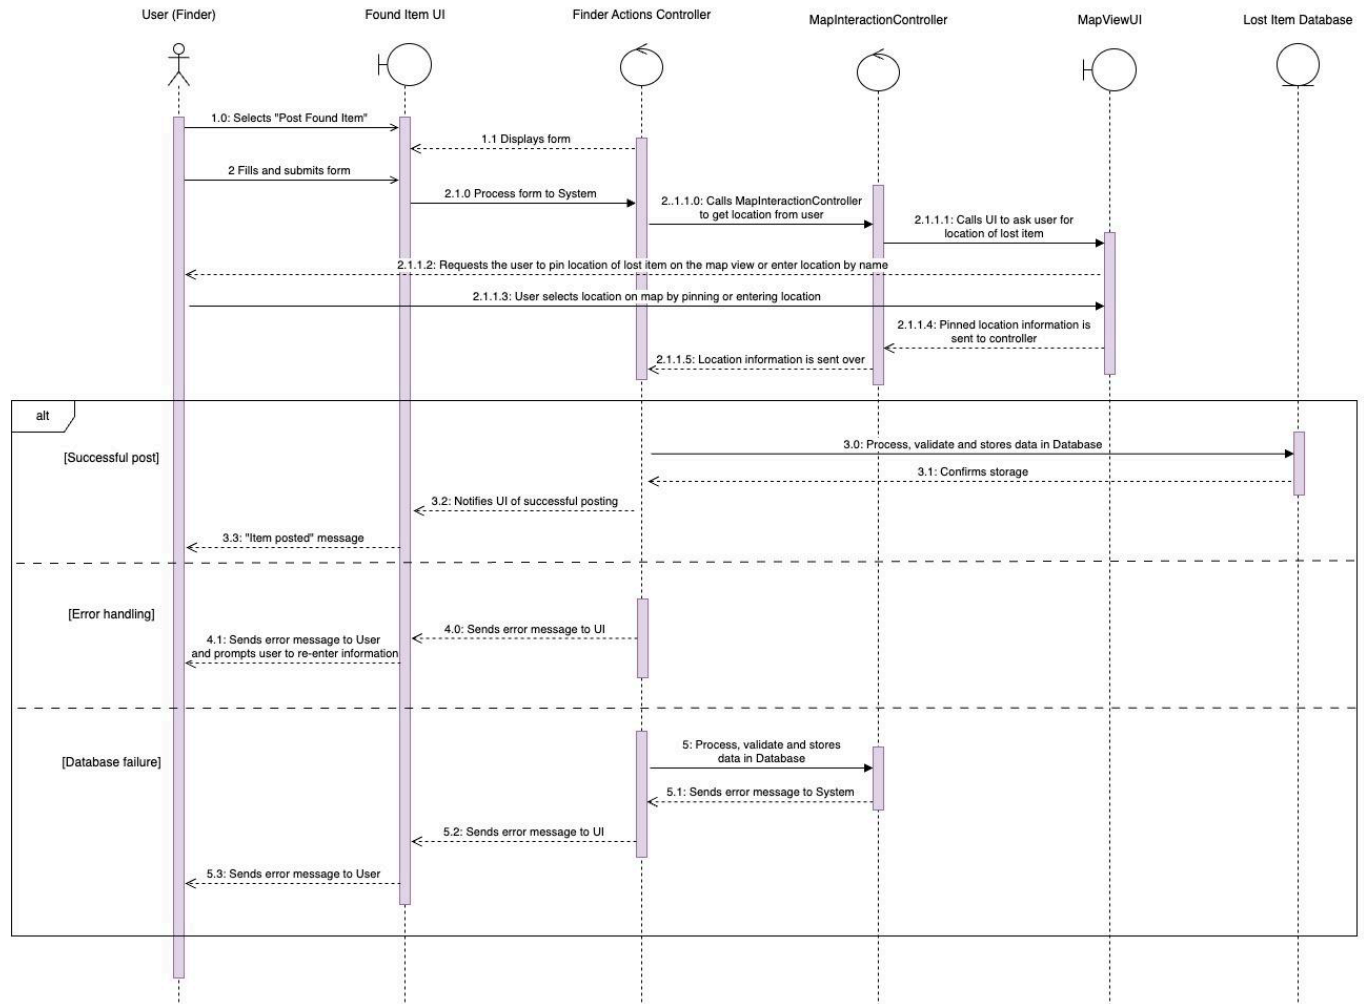 User (Finder)
Found Item UI
Finder Actions Controller
MapInteractionController
MapViewUI
Lost Item Database
1.0: Selects "Post Found Item"
1.1 Displays form
2 Fills and submits form
2.1.0 Process form to System
2..1.1.0: Calls MapInteractionController
to get location from user
2.1.1.1: Calls UI to ask user for
location of lost item
2.1.1.2: Requests the user to pin location of lost item on the map view or enter location by name
2.1.1.3: User selects location on map by pinning or entering location
2.1.1.4: Pinned location information is
sent to controller
2.1.1.5: Location information is sent over
alt
[Successful post]
3.0: Process, validate and stores data in Database
3.1: Confirms storage
3.2: Notifies UI of successful posting
3.3: "Item posted" message
[Error handling]
4.0: Sends error message to UI
4.1: Sends error message to User
and prompts user to re-enter information
[Database failure]
5: Process, validate and stores
data in Database
5.1: Sends error message to System
5.2: Sends error message to UI
5.3: Sends error message to User